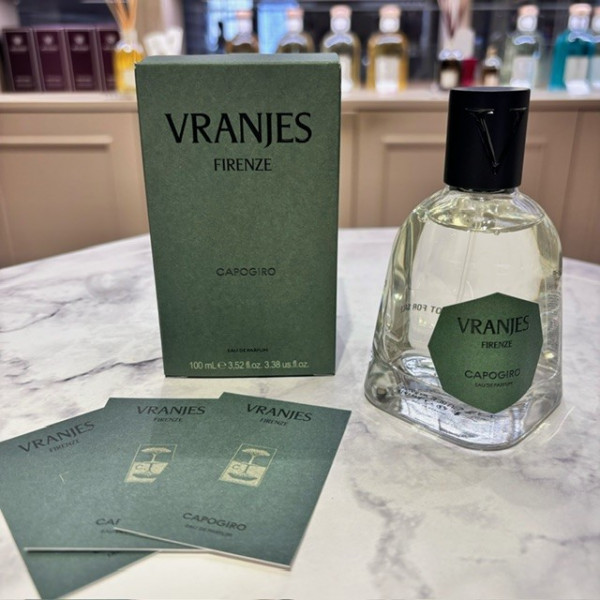 VRANJES
FIRENZE
CAPOGIRO
EAU DE PARFUM
100 mL ℮ 3.52 fl.oz. 3.38 us.fl.oz.
V
VRANJES
FIRENZE
CAPOGIRO
EAU DE PARFUM
VRANJES
FIRENZE
VRANJES
FIRENZE
VRANJES
FIRENZE
CAPOGIRO
EAU DE PARFUM